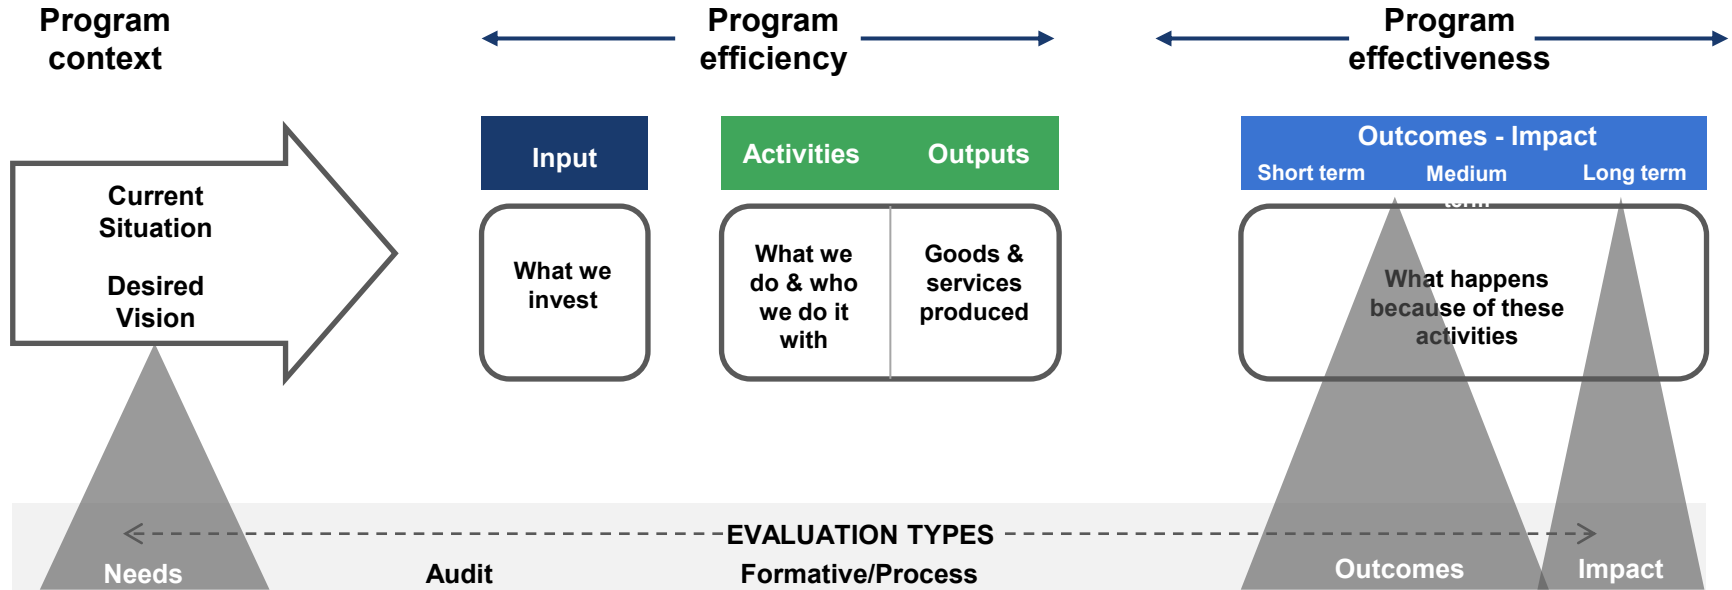 Program
context
Program
efficiency
Program
effectiveness
Current
Situation
Desired
Vision
Input
What we
invest
Activities
Outputs
What we
do & who
we do it
with
Goods &
services
produced
Outcomes - Impact
Short term
Medium
term
Long term
What happens
because of these
activities
EVALUATION TYPES
Needs
Audit
Formative/Process
Outcomes
Impact